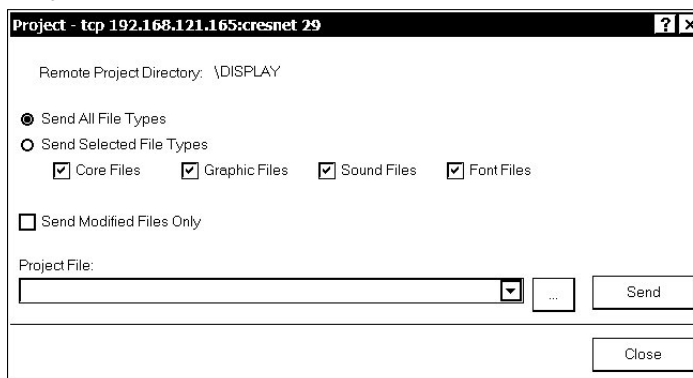 Project - tcp 192.168.121.165:cresnet 29 ? x
Remote Project Directory: \DISPLAY
Send All File Types
Send Selected File Types
Core Files Graphic Files Sound Files Font Files
Send Modified Files Only
Project File:
... Send
Close